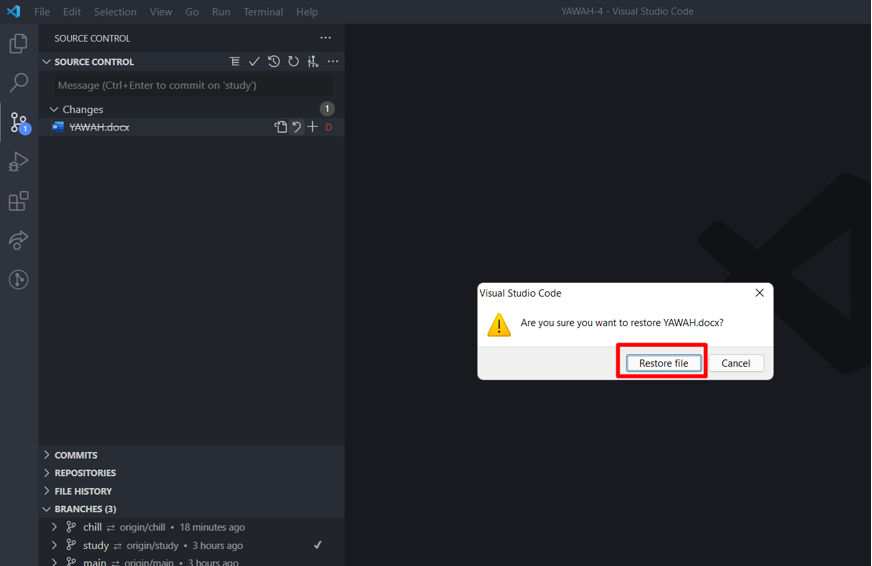 File Edit Selection View Go Run Terminal Help
YAWAH-4 - Visual Studio Code
SOURCE CONTROL
SOURCE CONTROL
Message (Ctrl+Enter to commit on 'study')
Changes 1
YAWAH.docx D
1
Visual Studio Code
Are you sure you want to restore YAWAH.docx?
Restore file Cancel
COMMITS
REPOSITORIES
FILE HISTORY
BRANCHES (3)
chill ⇄ origin/chill • 18 minutes ago
study ⇄ origin/study • 3 hours ago
main ⇄ origin/main • 3 hours ago